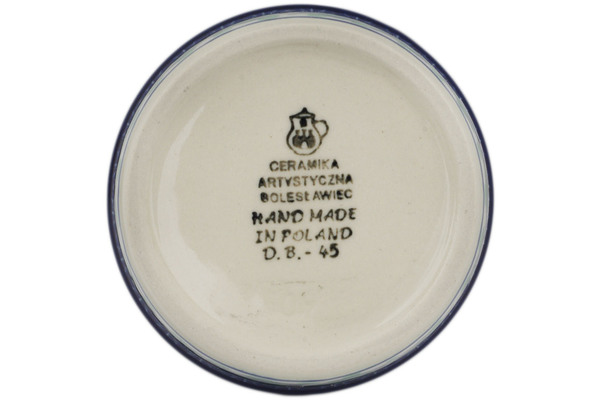 CERAMIKA
ARTYSTYCZNA
BOLESŁAWIEC
HAND MADE
IN POLAND
D.B.-45